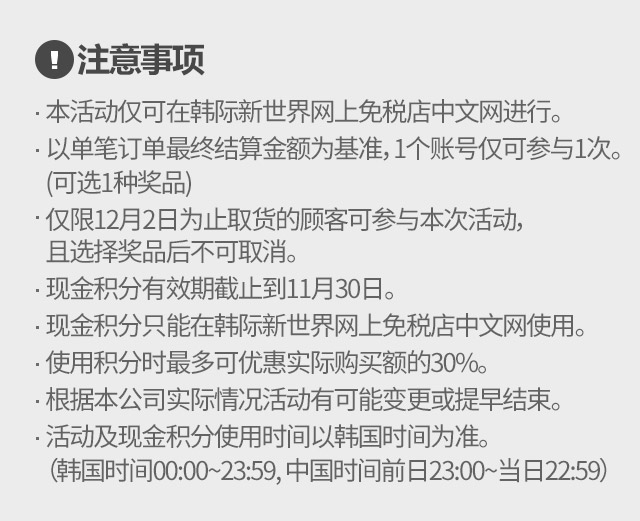 ! 注意事项
· 本活动仅可在韩际新世界网上免税店中文网进行。
· 以单笔订单最终结算金额为基准, 1个账号仅可参与1次。
(可选1种奖品)
· 仅限12月2日为止取货的顾客可参与本次活动,
且选择奖品后不可取消。
· 现金积分有效期截止到11月30日。
· 现金积分只能在韩际新世界网上免税店中文网使用。
· 使用积分时最多可优惠实际购买额的30%。
· 根据本公司实际情况活动有可能变更或提早结束。
· 活动及现金积分使用时间以韩国时间为准。
（韩国时间00:00~23:59, 中国时间前日23:00~当日22:59）